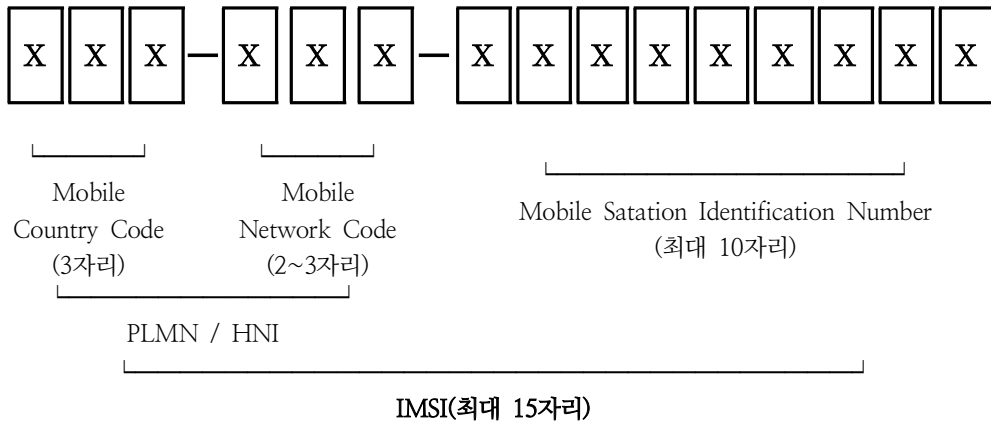 X X X - X X X - X X X X X X X X X
Mobile Country Code (3자리)
Mobile Network Code (2~3자리)
Mobile Satation Identification Number (최대 10자리)
PLMN / HNI
IMSI(최대 15자리)